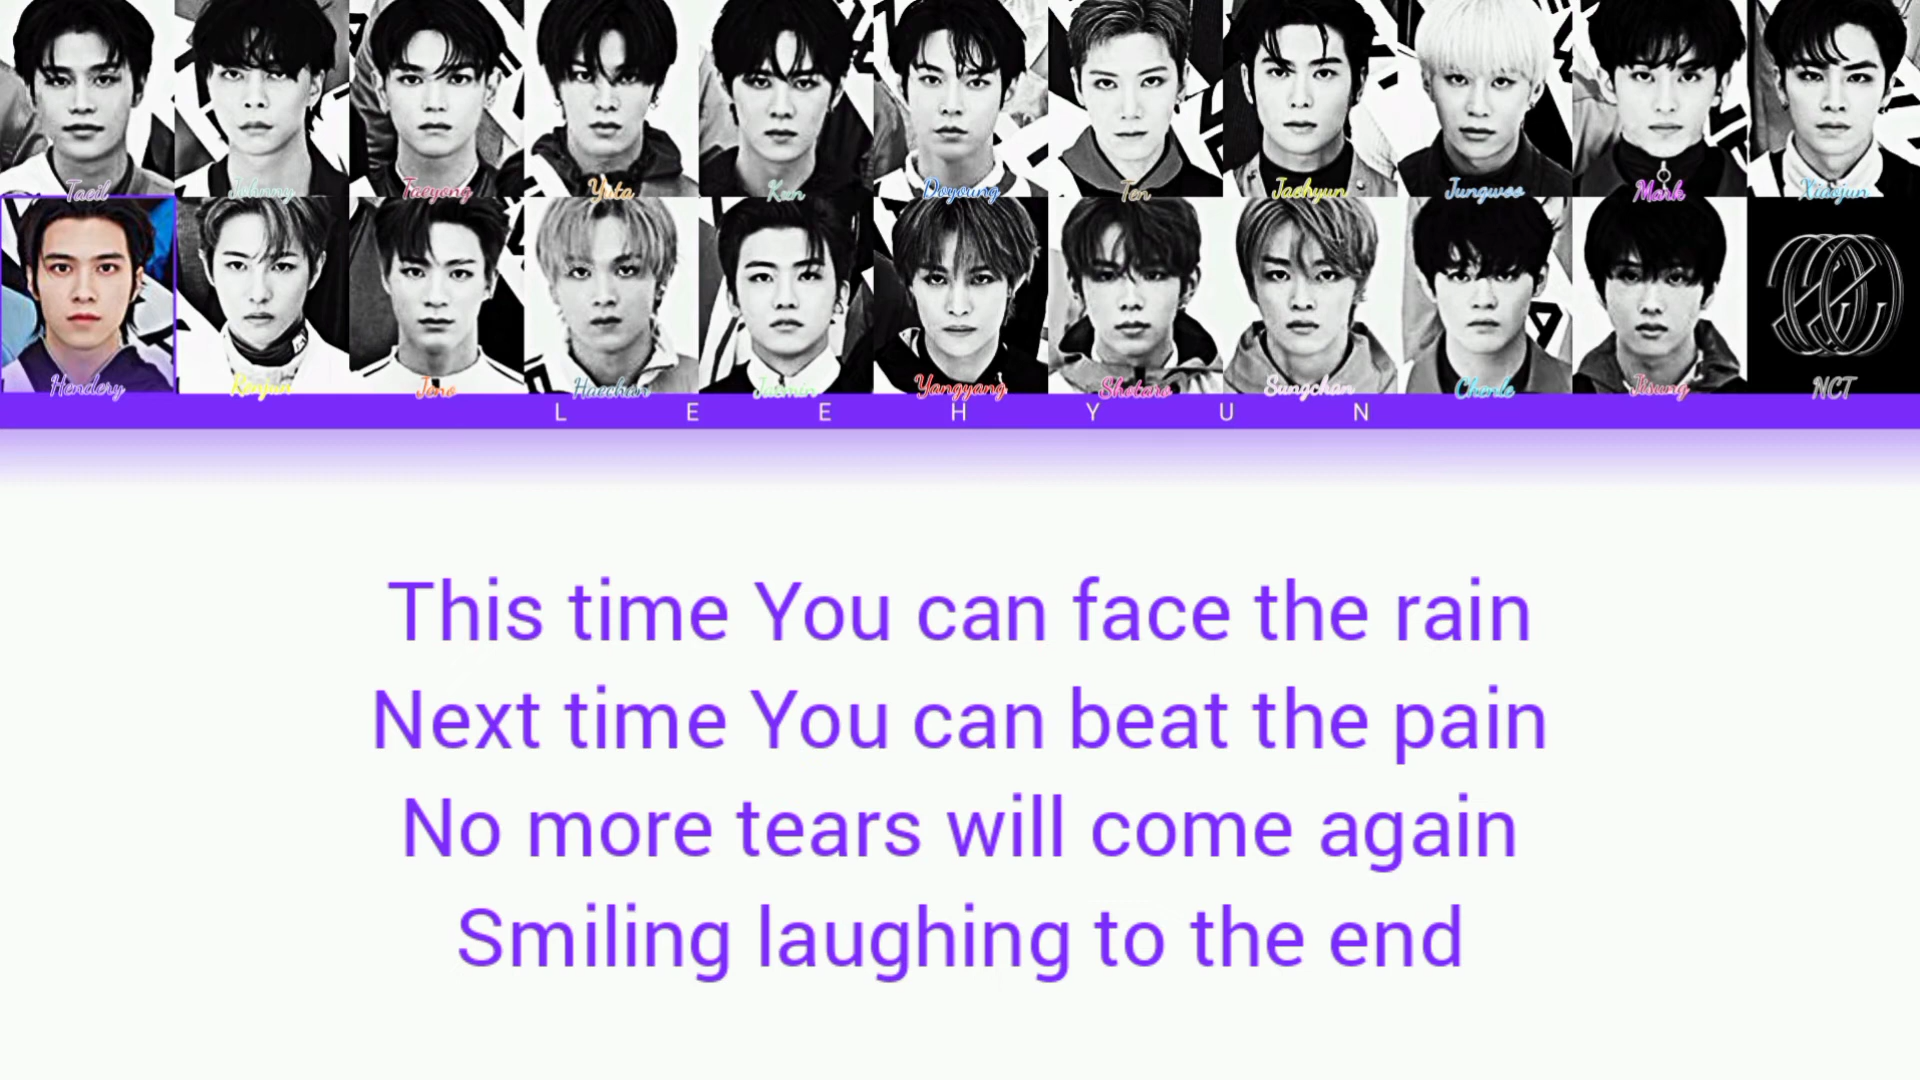 Taeil Johnny Taeyong Yuta Kun Doyoung Ten Jaehyun Jungwoo Mark Xiaojun
Hendery Renjun Jeno Haechan Jaemin Yangyang Shotaro Sungchan Chenle Jisung NCT
L E E H Y U N
This time You can face the rain
Next time You can beat the pain
No more tears will come again
Smiling laughing to the end